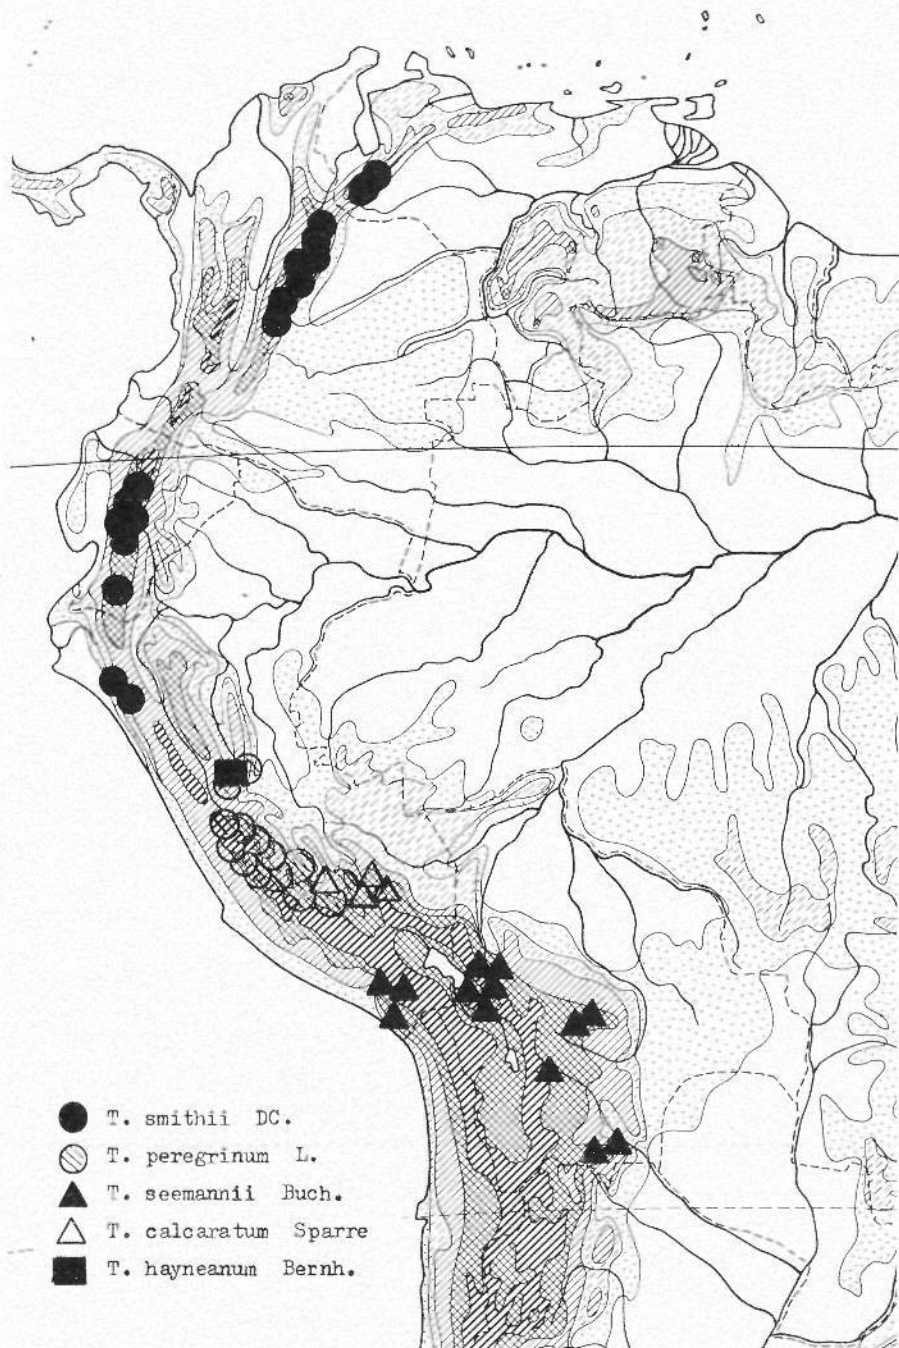 T. smithii DC.
T. peregrinum L.
T. seemannii Buch.
T. calcaratum Sparre
T. hayneanum Bernh.